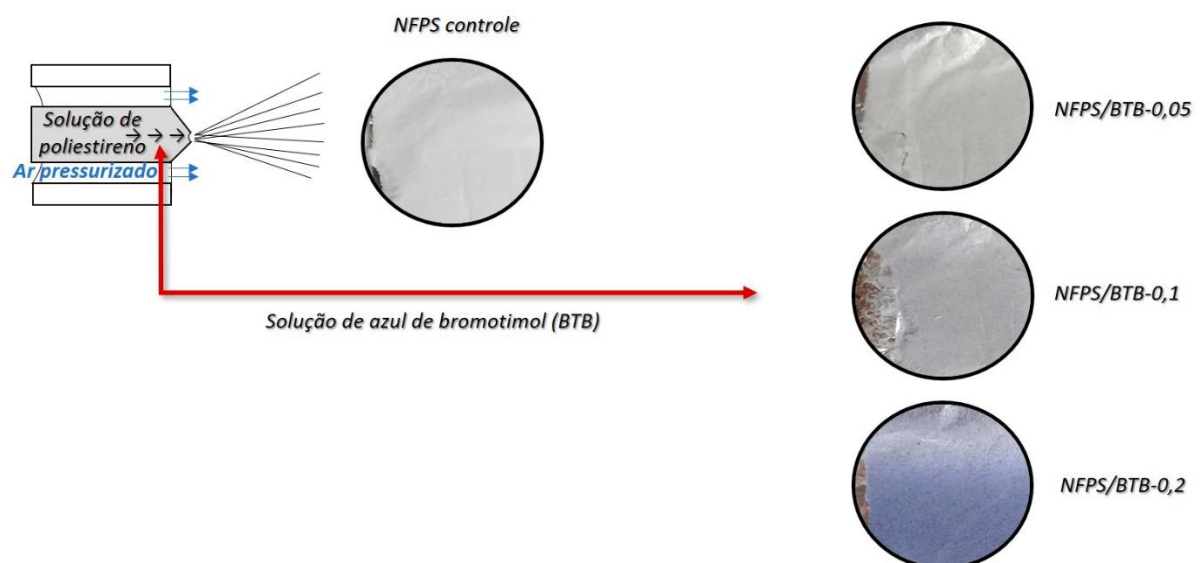 NFPS controle
Solução de
poliestireno
Ar pressurizado
Solução de azul de bromotimol (BTB)
NFPS/BTB-0,05
NFPS/BTB-0,1
NFPS/BTB-0,2